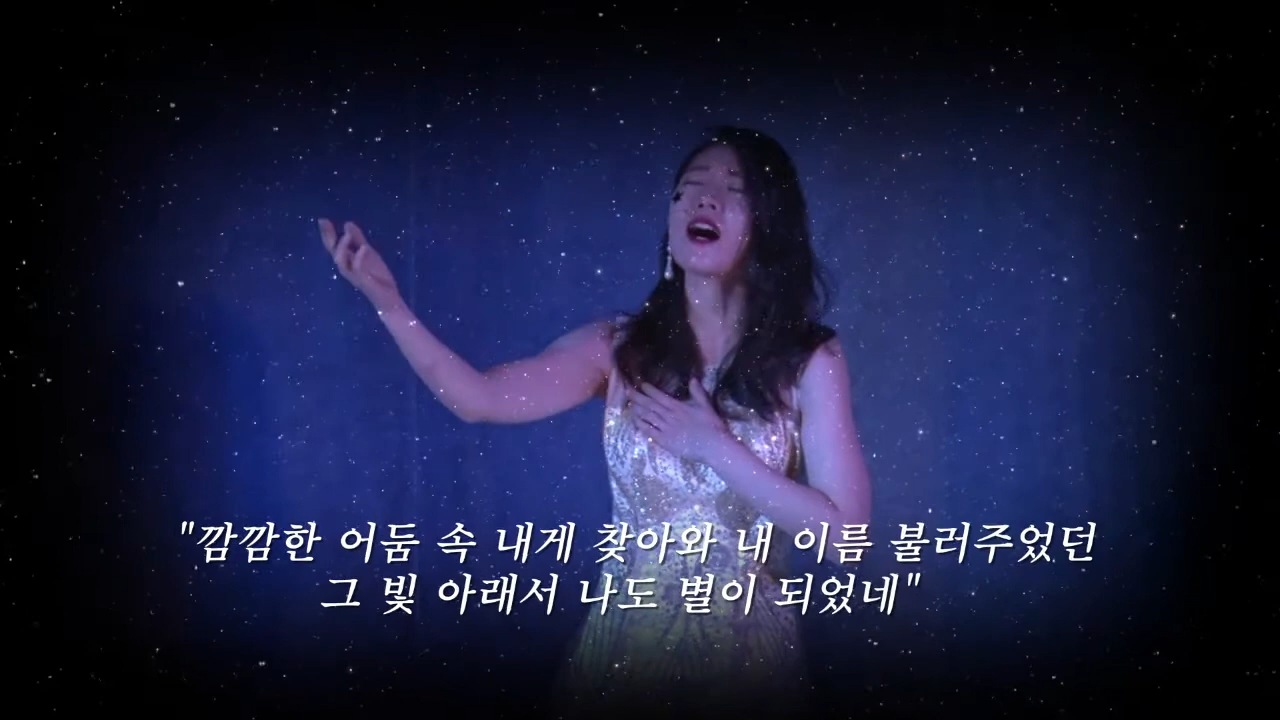 "깜깜한 어둠 속 내게 찾아와 내 이름 불러주었던
그 빛 아래서 나도 별이 되었네"